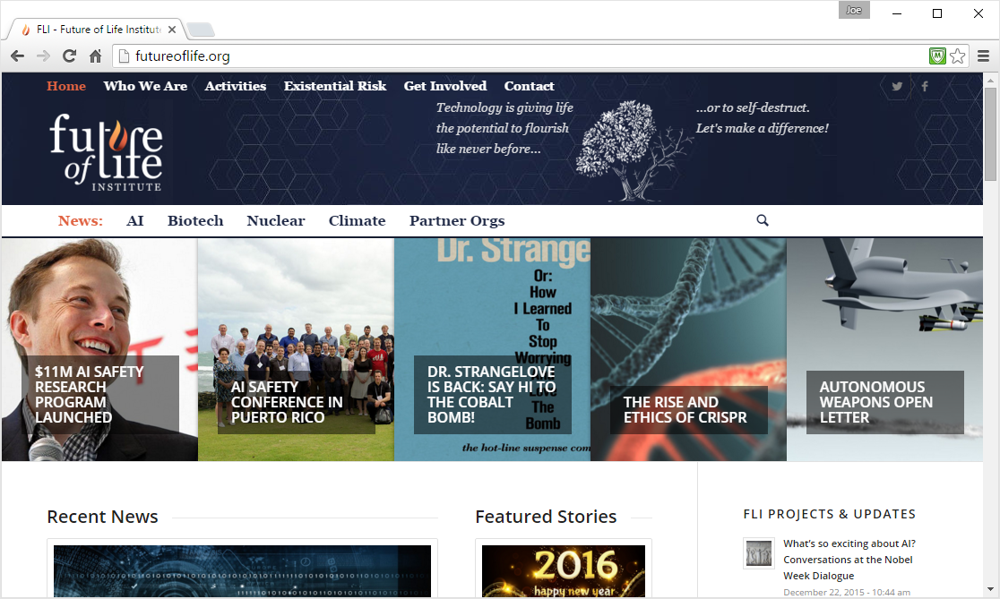 Joe
FLI - Future of Life Institute
futureoflife.org
Home Who We Are Activities Existential Risk Get Involved Contact
Technology is giving life
the potential to flourish
like never before...
...or to self-destruct.
Let's make a difference!
future
of life
INSTITUTE
News: AI Biotech Nuclear Climate Partner Orgs
$11M AI SAFETY
RESEARCH
PROGRAM
LAUNCHED
AI SAFETY
CONFERENCE IN
PUERTO RICO
Dr. Strange
Or:
How
I Learned
To
Stop
Worrying
Love
The
Bomb
the hot-line suspense com
DR. STRANGELOVE
IS BACK: SAY HI TO
THE COBALT
BOMB!
THE RISE AND
ETHICS OF CRISPR
AUTONOMOUS
WEAPONS OPEN
LETTER
Recent News
Featured Stories
2016
happy new year
FLI PROJECTS & UPDATES
What's so exciting about AI?
Conversations at the Nobel
Week Dialogue
December 22, 2015 - 10:44 am